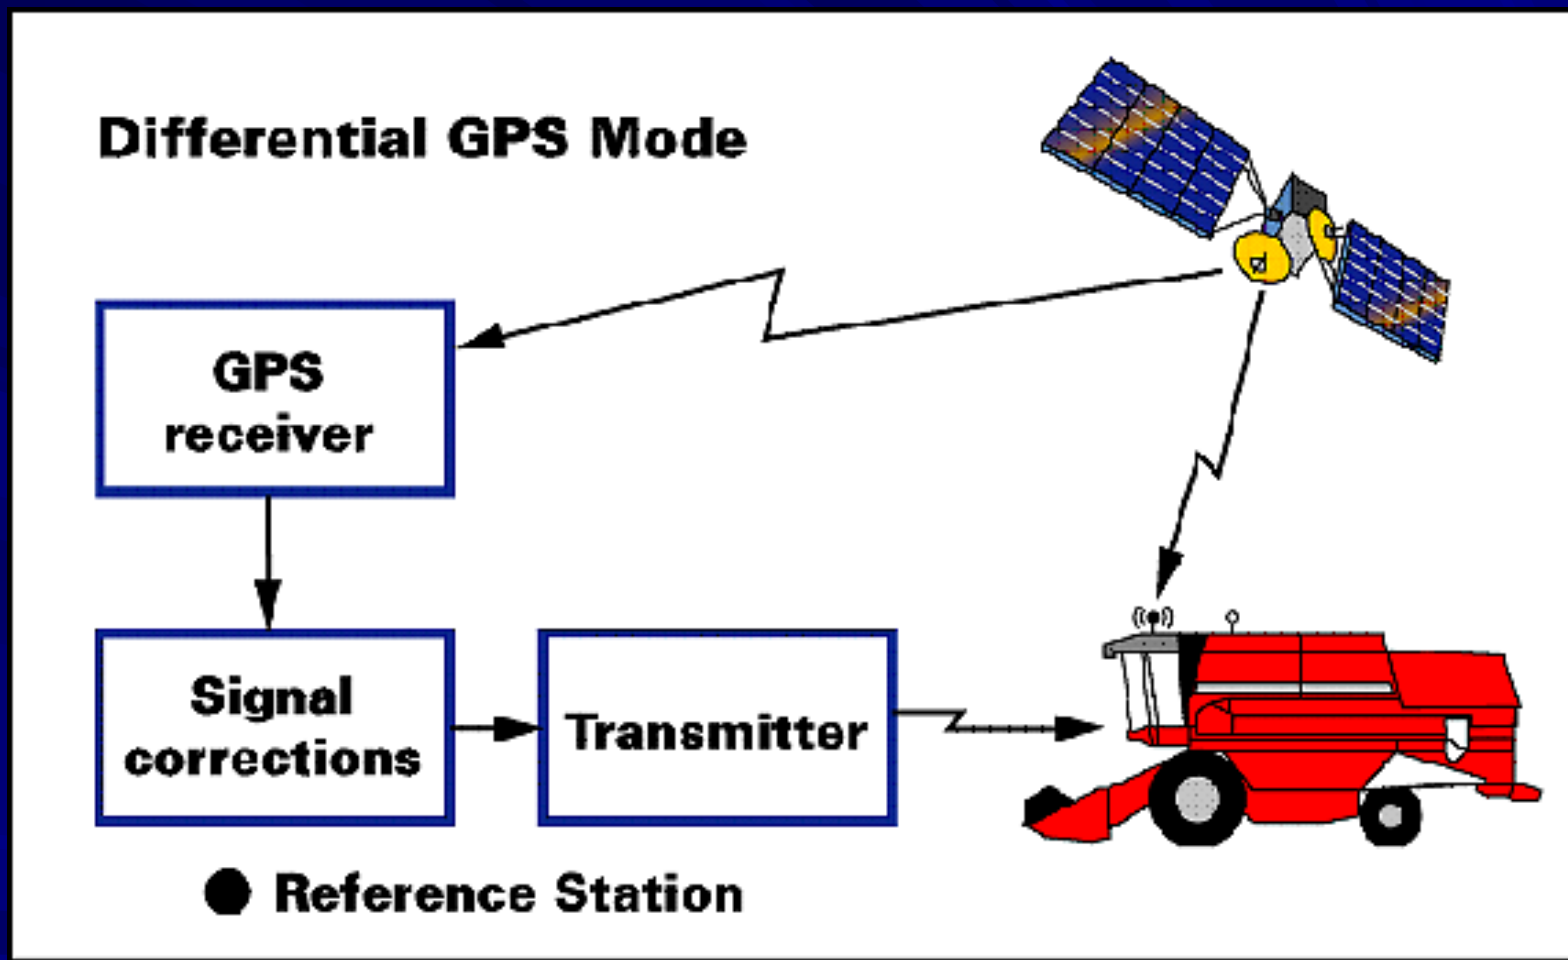 Differential GPS Mode
GPS
receiver
Signal
corrections
Transmitter
Reference Station